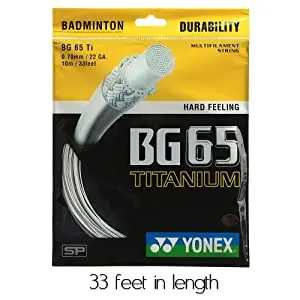 BADMINTON
DURABILITY
BG 65 Ti
0.70mm / 22 GA.
10m / 33feet
MULTIFILAMENT
STRING
HARD FEELING
BG65
TITANIUM
SP
YONEX
33 feet in length